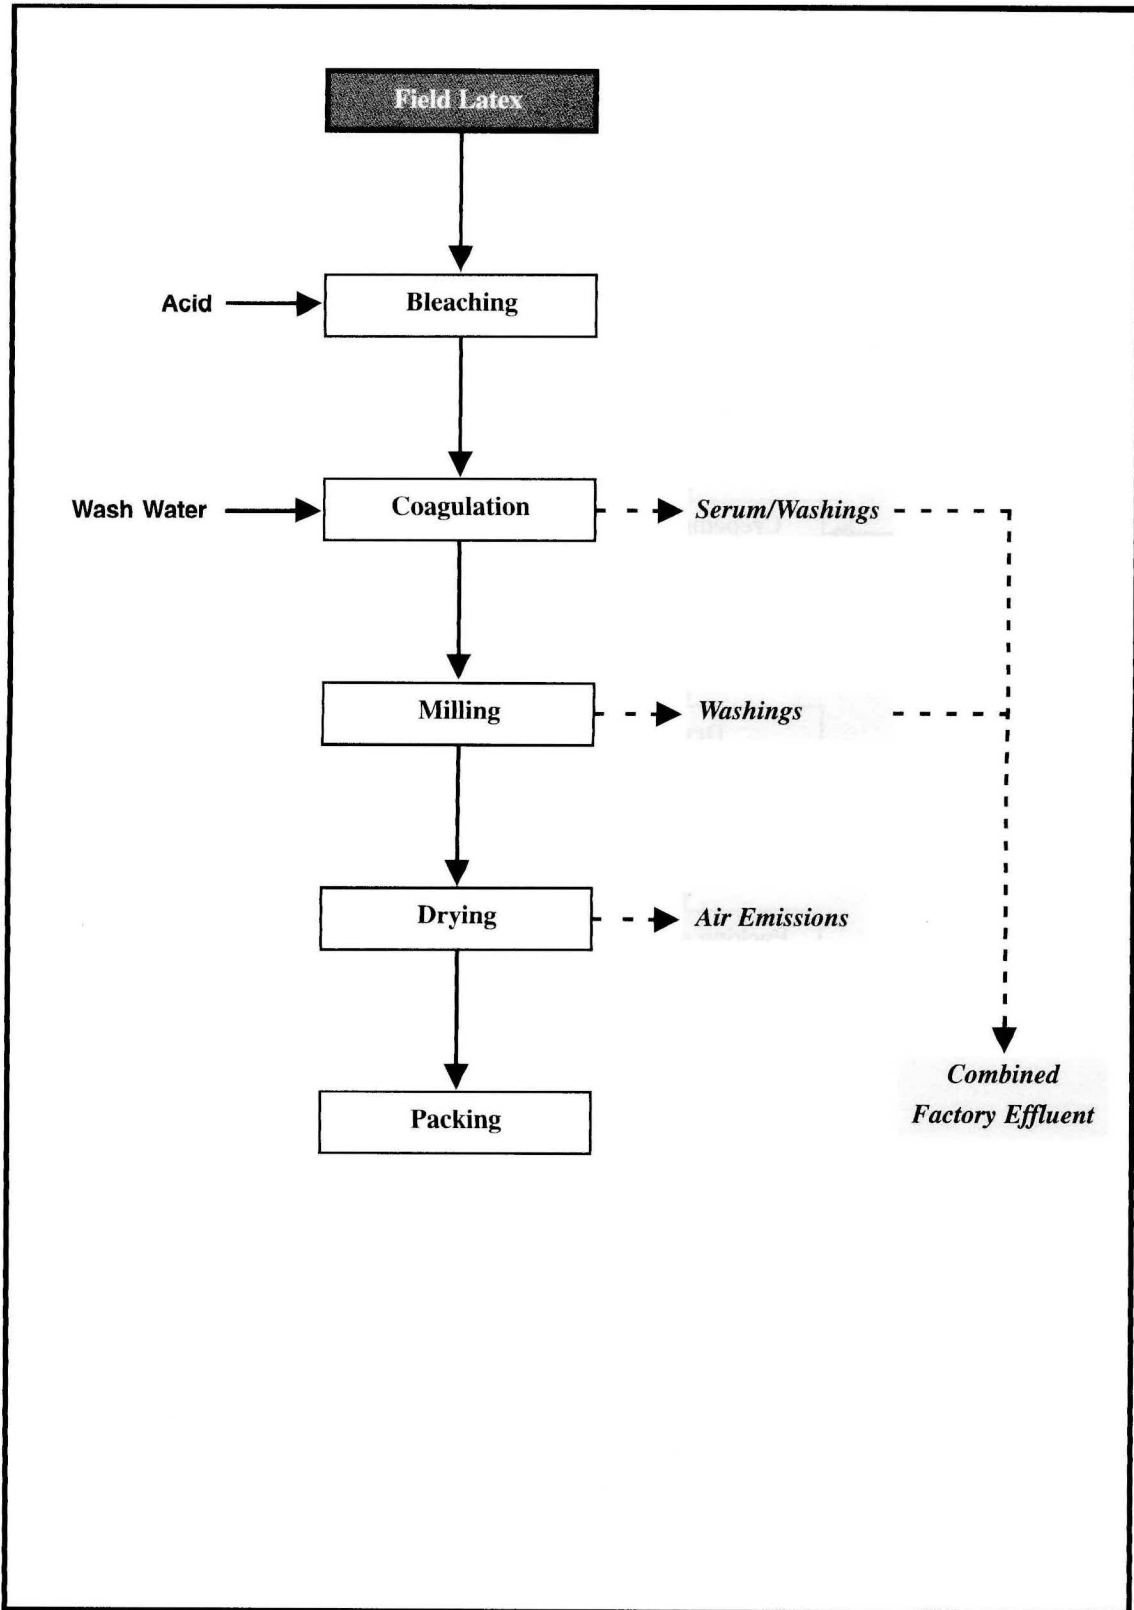 Field Latex
Acid
Bleaching
Wash Water
Coagulation
Serum/Washings
Milling
Washings
Drying
Air Emissions
Combined
Factory Effluent
Packing